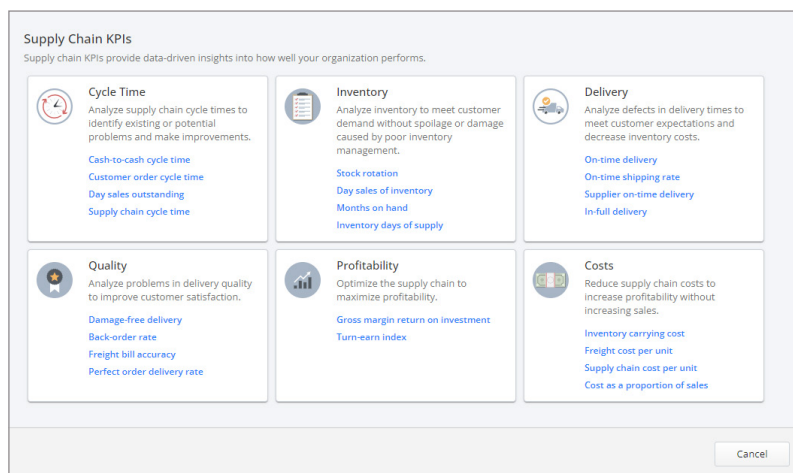 Supply Chain KPIs
Supply chain KPIs provide data-driven insights into how well your organization performs.
Cycle Time
Analyze supply chain cycle times to
identify existing or potential
problems and make improvements.
Cash-to-cash cycle time
Customer order cycle time
Day sales outstanding
Supply chain cycle time
Inventory
Analyze inventory to meet customer
demand without spoilage or damage
caused by poor inventory
management.
Stock rotation
Day sales of inventory
Months on hand
Inventory days of supply
Delivery
Analyze defects in delivery times to
meet customer expectations and
decrease inventory costs.
On-time delivery
On-time shipping rate
Supplier on-time delivery
In-full delivery
Quality
Analyze problems in delivery quality
to improve customer satisfaction.
Damage-free delivery
Back-order rate
Freight bill accuracy
Perfect order delivery rate
Profitability
Optimize the supply chain to
maximize profitability.
Gross margin return on investment
Turn-earn index
Costs
Reduce supply chain costs to
increase profitability without
increasing sales.
Inventory carrying cost
Freight cost per unit
Supply chain cost per unit
Cost as a proportion of sales
Cancel